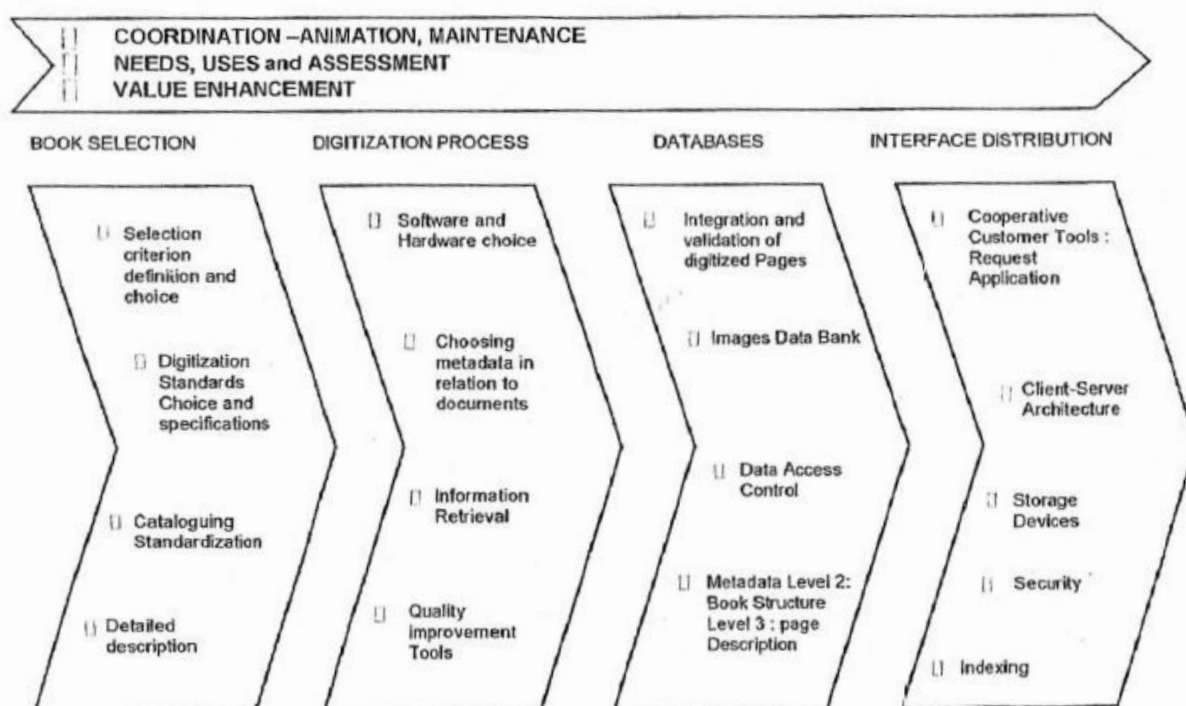 COORDINATION –ANIMATION, MAINTENANCE
NEEDS, USES and ASSESSMENT
VALUE ENHANCEMENT
BOOK SELECTION
Selection
criterion
definition and
choice
Digitization
Standards
Choice and
specifications
Cataloguing
Standardization
Detailed
description
DIGITIZATION PROCESS
Software and
Hardware choice
Choosing
metadata in
relation to
documents
Information
Retrieval
Quality
improvement
Tools
DATABASES
Integration and
validation of
digitized Pages
Images Data Bank
Data Access
Control
Metadata Level 2:
Book Structure
Level 3 : page
Description
INTERFACE DISTRIBUTION
Cooperative
Customer Tools :
Request
Application
Client-Server
Architecture
Storage
Devices
Security
Indexing